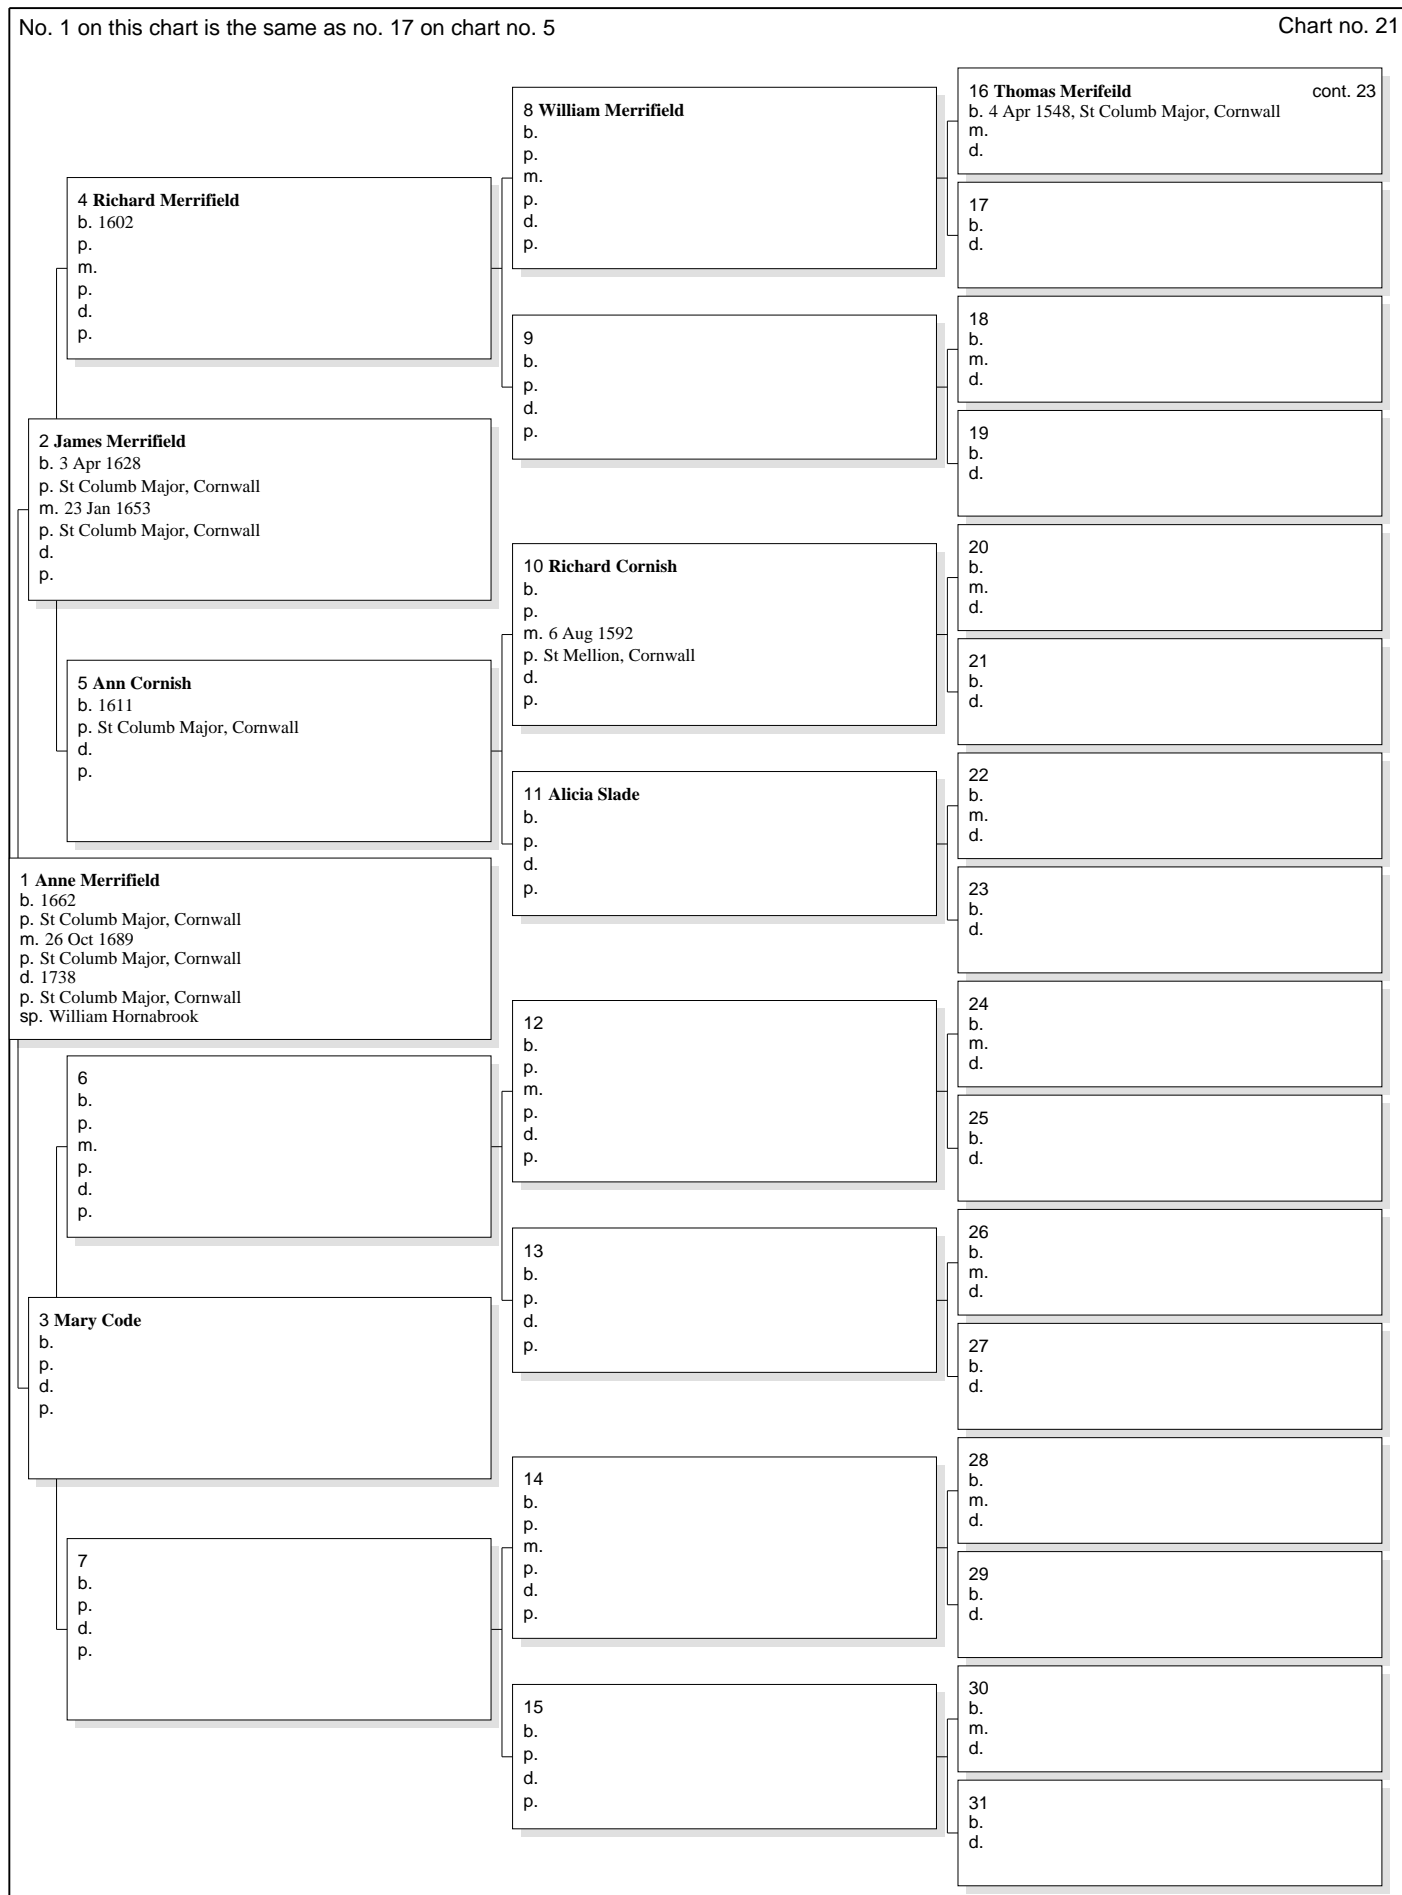 No. 1 on this chart is the same as no. 17 on chart no. 5
Chart no. 21
1 Anne Merrifield
b. 1662
p. St Columb Major, Cornwall
m. 26 Oct 1689
p. St Columb Major, Cornwall
d. 1738
p. St Columb Major, Cornwall
sp. William Hornabrook
2 James Merrifield
b. 3 Apr 1628
p. St Columb Major, Cornwall
m. 23 Jan 1653
p. St Columb Major, Cornwall
d.
p.
3 Mary Code
b.
p.
d.
p.
4 Richard Merrifield
b. 1602
p.
m.
p.
d.
p.
5 Ann Cornish
b. 1611
p. St Columb Major, Cornwall
d.
p.
6
b.
p.
m.
p.
d.
p.
7
b.
p.
d.
p.
8 William Merrifield
b.
p.
m.
p.
d.
p.
9
b.
p.
d.
p.
10 Richard Cornish
b.
p.
m. 6 Aug 1592
p. St Mellion, Cornwall
d.
p.
11 Alicia Slade
b.
p.
d.
p.
12
b.
p.
m.
p.
d.
p.
13
b.
p.
d.
p.
14
b.
p.
m.
p.
d.
p.
15
b.
p.
d.
p.
16 Thomas Merifeild cont. 23
b. 4 Apr 1548, St Columb Major, Cornwall
m.
d.
17
b.
d.
18
b.
m.
d.
19
b.
d.
20
b.
m.
d.
21
b.
d.
22
b.
m.
d.
23
b.
d.
24
b.
m.
d.
25
b.
d.
26
b.
m.
d.
27
b.
d.
28
b.
m.
d.
29
b.
d.
30
b.
m.
d.
31
b.
d.